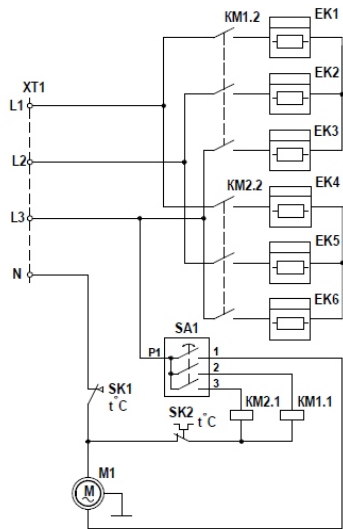 KM1.2 EK1
XT1 EK2
L1
L2 EK3
KM2.2 EK4
L3
EK5
N
EK6
SA1
P1 1
2
3
SK1
t°C
SK2 t°C KM2.1 KM1.1
M1
M